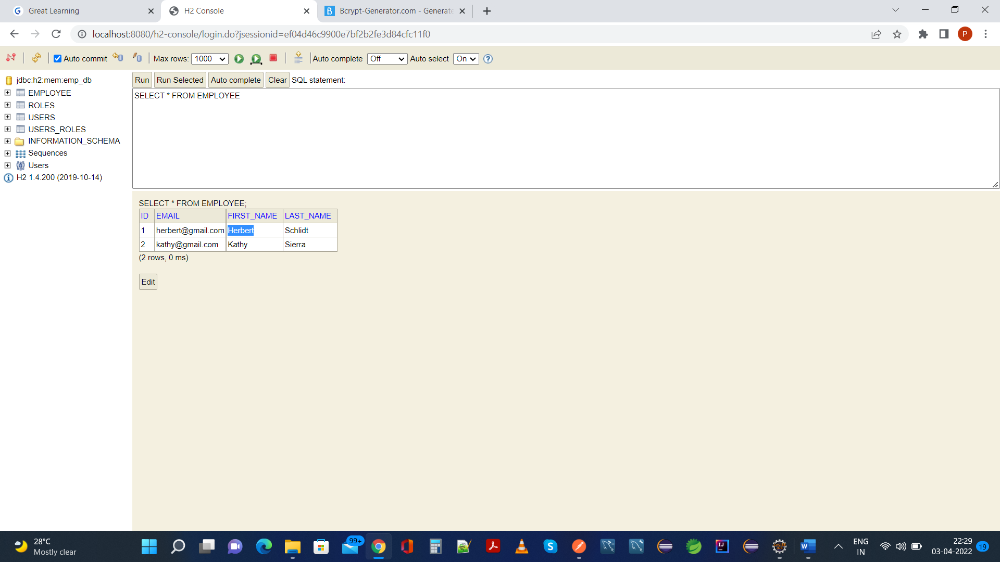 Great Learning
H2 Console
Bcrypt-Generator.com - Generate
localhost:8080/h2-console/login.do?jsessionid=ef04d46c9900e7bf2b2fe3d84cfc11f0
P
Auto commit
Max rows: 1000
Auto complete Off
Auto select On
jdbc:h2:mem:emp_db
EMPLOYEE
ROLES
USERS
USERS_ROLES
INFORMATION_SCHEMA
Sequences
Users
H2 1.4.200 (2019-10-14)
Run Run Selected Auto complete Clear SQL statement:
SELECT * FROM EMPLOYEE
SELECT * FROM EMPLOYEE;
ID EMAIL FIRST_NAME LAST_NAME
1 herbert@gmail.com Herbert Schlidt
2 kathy@gmail.com Kathy Sierra
(2 rows, 0 ms)
Edit
28°C
Mostly clear
99+
ENG
IN
22:29
03-04-2022
19